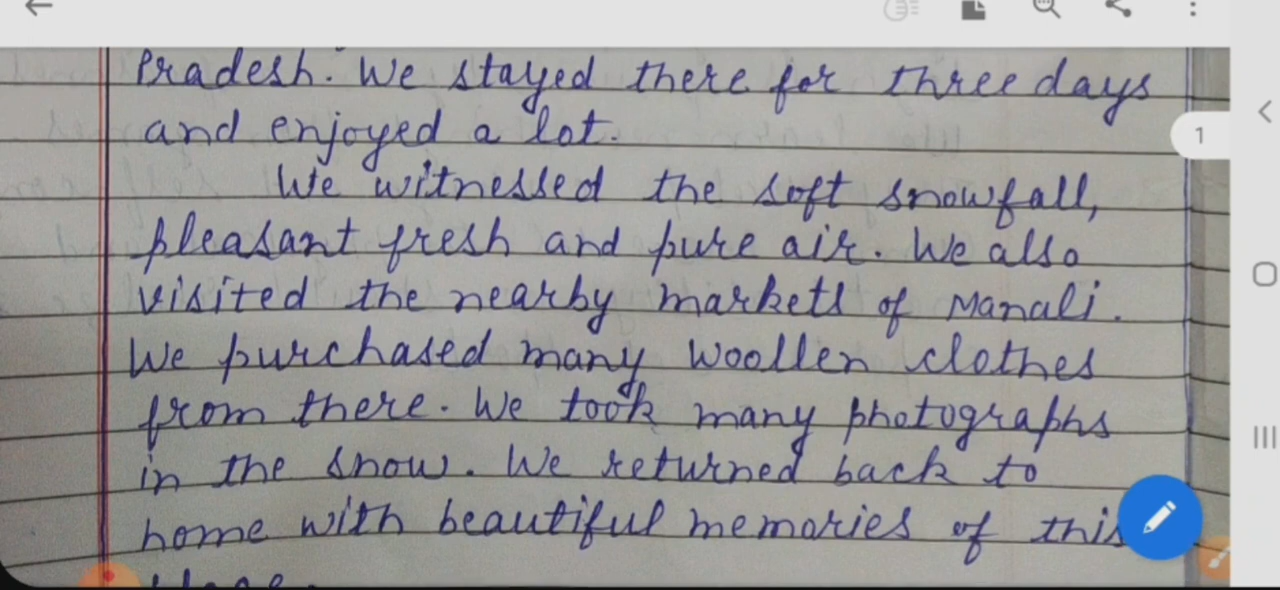 Pradesh. We stayed there for three days
and enjoyed a lot.
We witnessed the soft snowfall,
pleasant fresh and pure air. We also
visited the nearby markets of Manali.
We purchased many woollen clothes
from there. We took many photographs
in the snow. We returned back to
home with beautiful memories of this
1